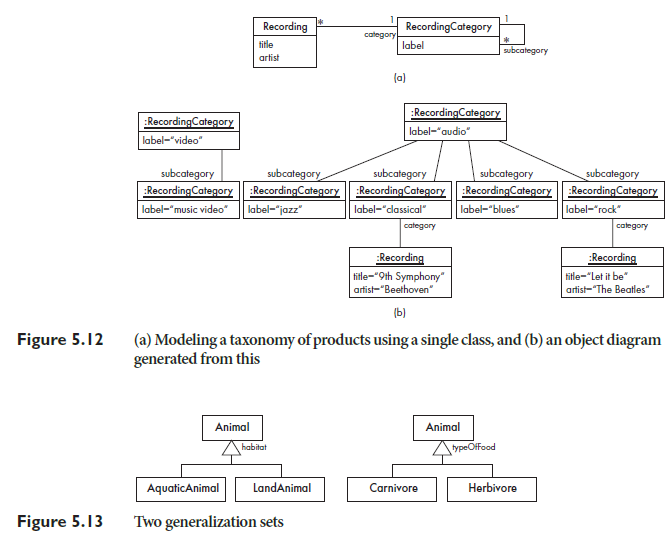 Recording
title
artist
*
1
category
RecordingCategory
label
1
*
subcategory
(a)
:RecordingCategory
label="video"
:RecordingCategory
label="audio"
subcategory
subcategory
subcategory
subcategory
subcategory
:RecordingCategory
label="music video"
:RecordingCategory
label="jazz"
:RecordingCategory
label="classical"
:RecordingCategory
label="blues"
:RecordingCategory
label="rock"
category
category
:Recording
title="9th Symphony"
artist="Beethoven"
:Recording
title="Let it be"
artist="The Beatles"
(b)
Figure 5.12 (a) Modeling a taxonomy of products using a single class, and (b) an object diagram
generated from this
Animal
habitat
AquaticAnimal
LandAnimal
Animal
typeOfFood
Carnivore
Herbivore
Figure 5.13 Two generalization sets